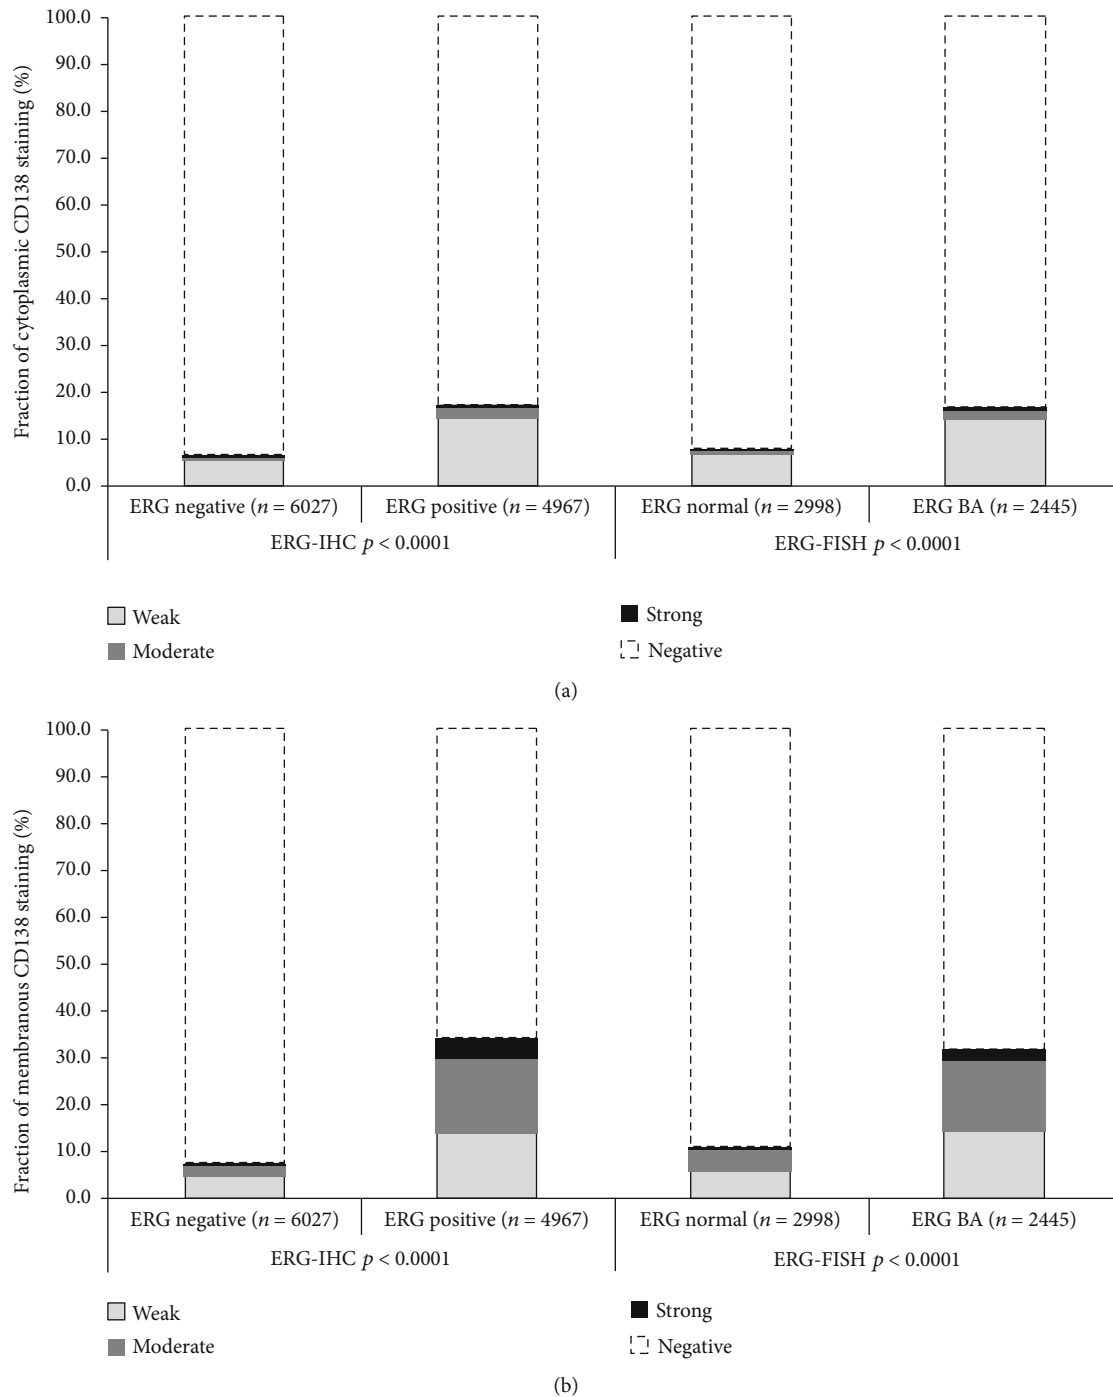 Fraction of cytoplasmic CD138 staining (%)
100.0
90.0
80.0
70.0
60.0
50.0
40.0
30.0
20.0
10.0
0.0
ERG negative (n = 6027)
ERG positive (n = 4967)
ERG normal (n = 2998)
ERG BA (n = 2445)
ERG-IHC p < 0.0001
ERG-FISH p < 0.0001
Weak
Moderate
Strong
Negative
(a)
Fraction of membranous CD138 staining (%)
100.0
90.0
80.0
70.0
60.0
50.0
40.0
30.0
20.0
10.0
0.0
ERG negative (n = 6027)
ERG positive (n = 4967)
ERG normal (n = 2998)
ERG BA (n = 2445)
ERG-IHC p < 0.0001
ERG-FISH p < 0.0001
Weak
Moderate
Strong
Negative
(b)